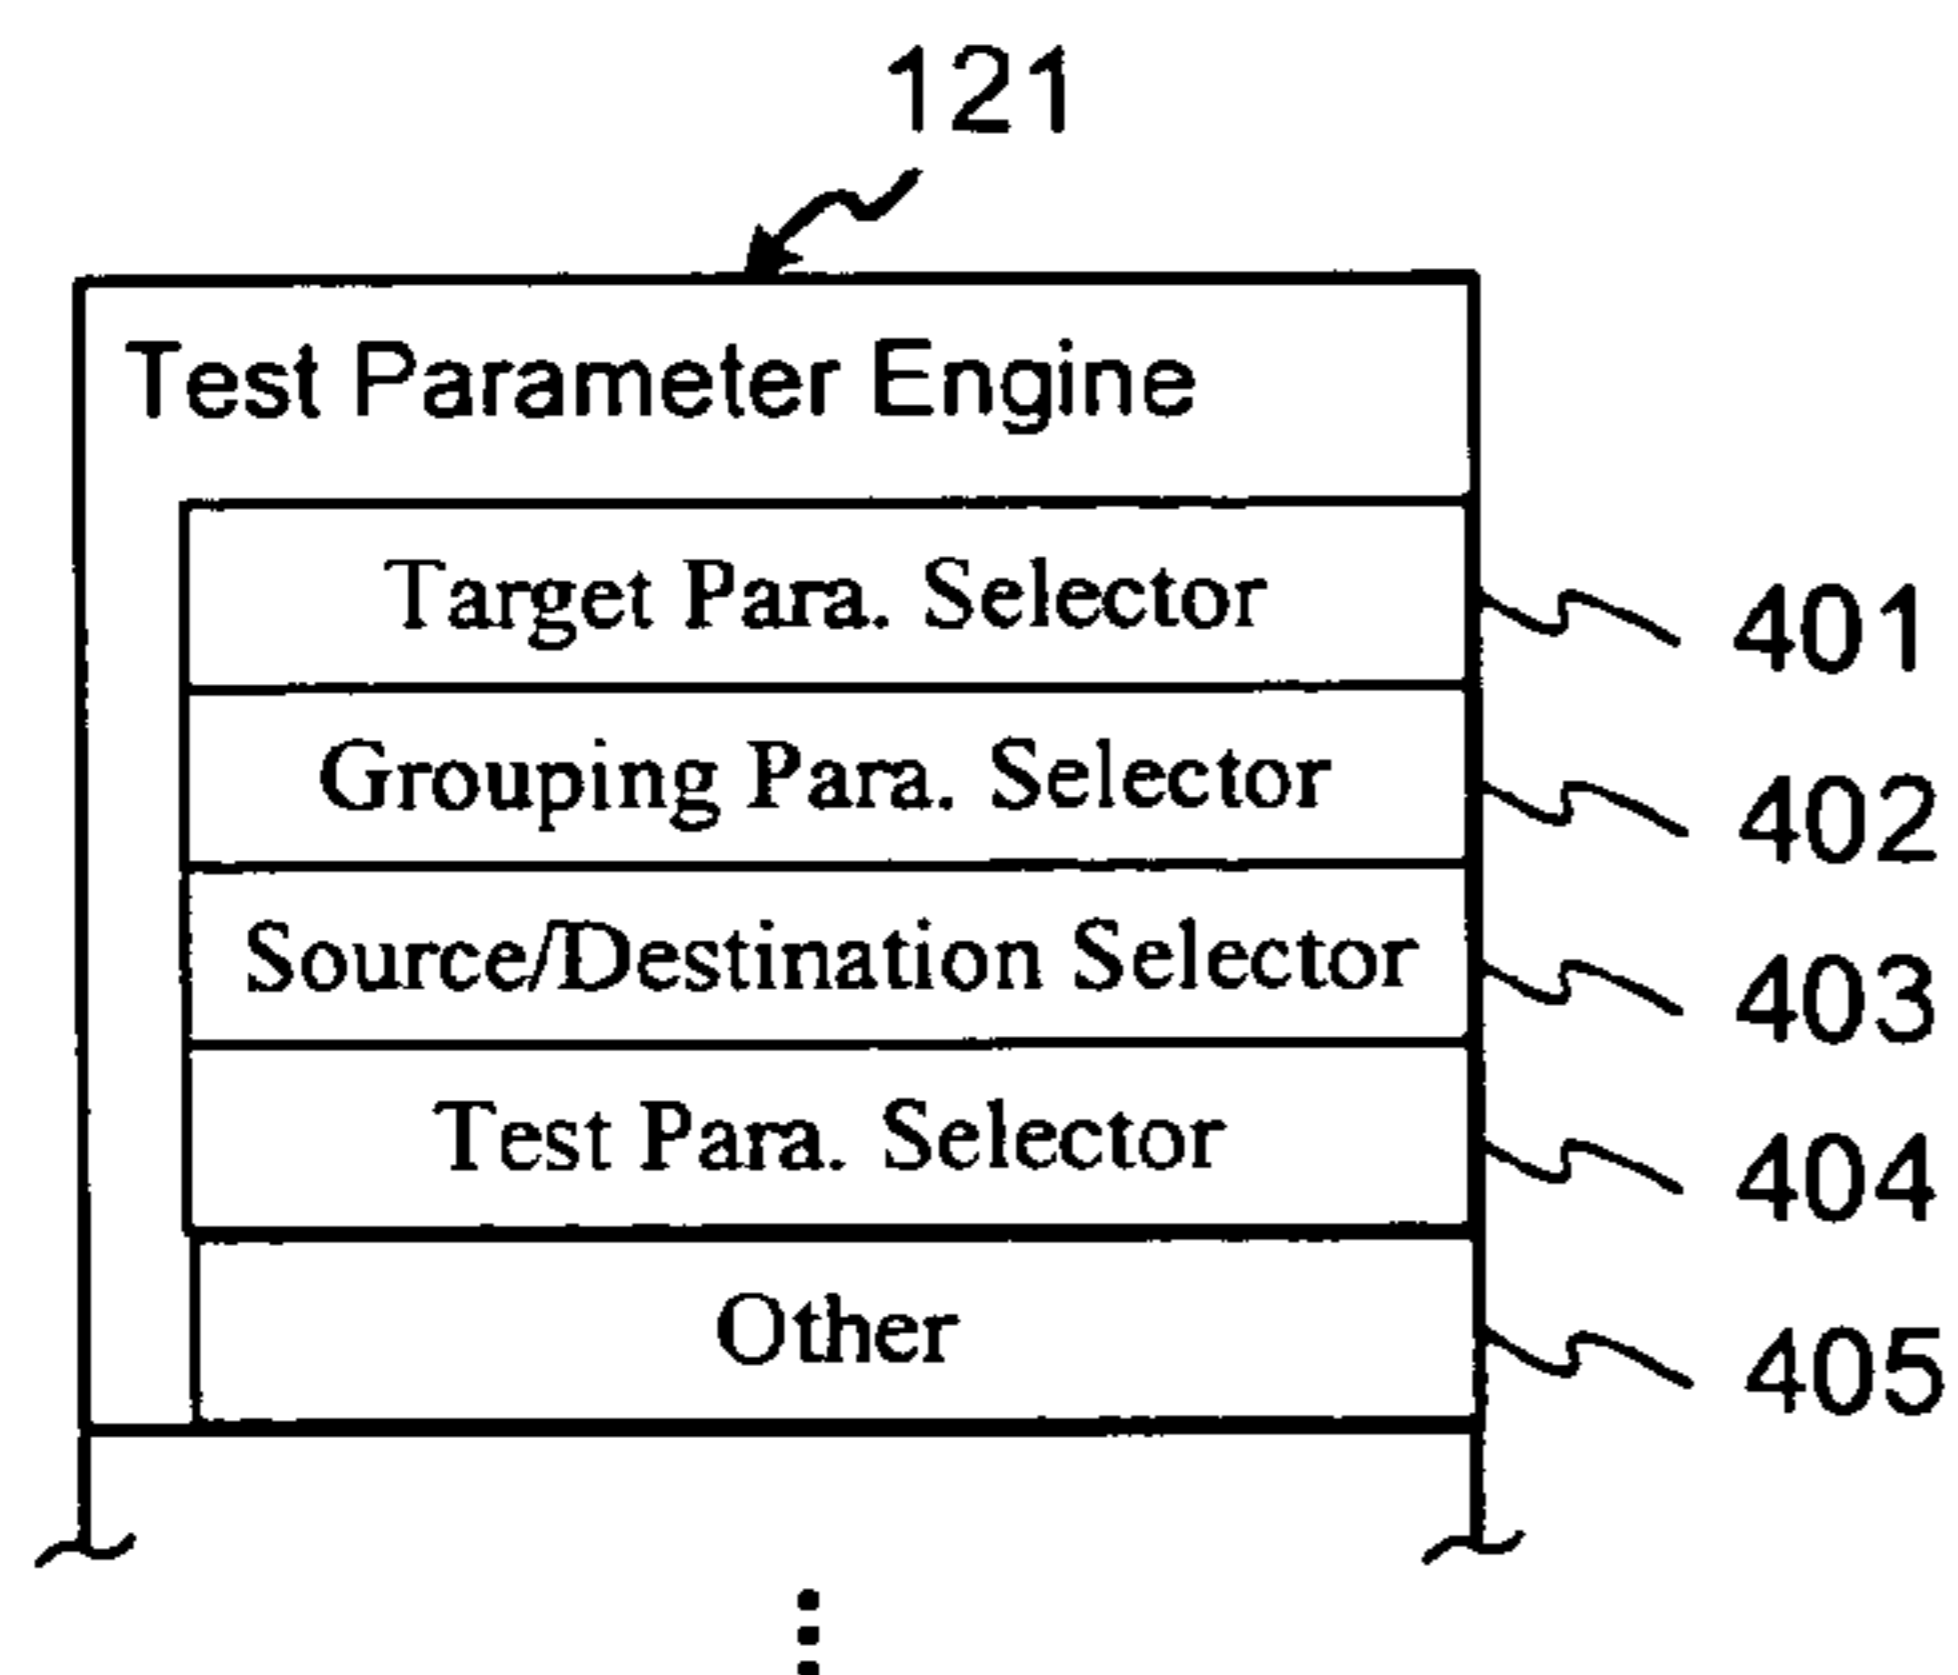 121
Test Parameter Engine
Target Para. Selector
401
Grouping Para. Selector
402
Source/Destination Selector
403
Test Para. Selector
404
Other
405